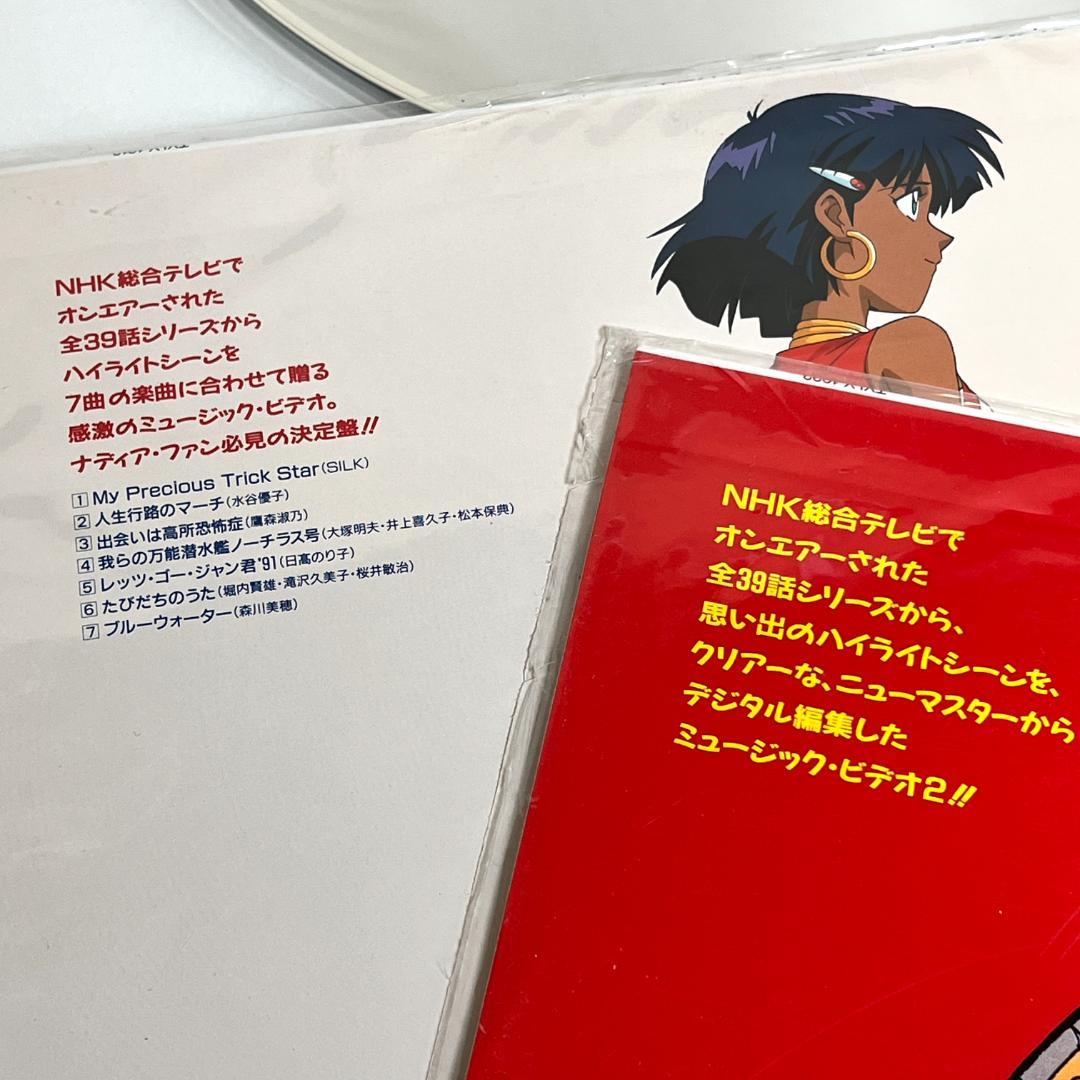 NHK総合テレビで
オンエアーされた
全39話シリーズから
ハイライトシーンを
7曲の楽曲に合わせて贈る
感激のミュージック・ビデオ。
ナディア・ファン必見の決定盤!!
1 My Precious Trick Star(SILK)
2 人生行路のマーチ(水谷優子)
3 出会いは高所恐怖症(鷹森淑乃)
4 我らの万能潜水艦ノーチラス号(大塚明夫・井上喜久子・松本保典)
5 レッツ・ゴー・ジャン君'91(日髙のり子)
6 たびだちのうた(堀内賢雄・滝沢久美子・桜井敏治)
7 ブルーウォーター(森川美穂)
NHK総合テレビで
オンエアーされた
全39話シリーズから、
思い出のハイライトシーンを、
クリアーな、ニューマスターから
デジタル編集した
ミュージック・ビデオ2!!